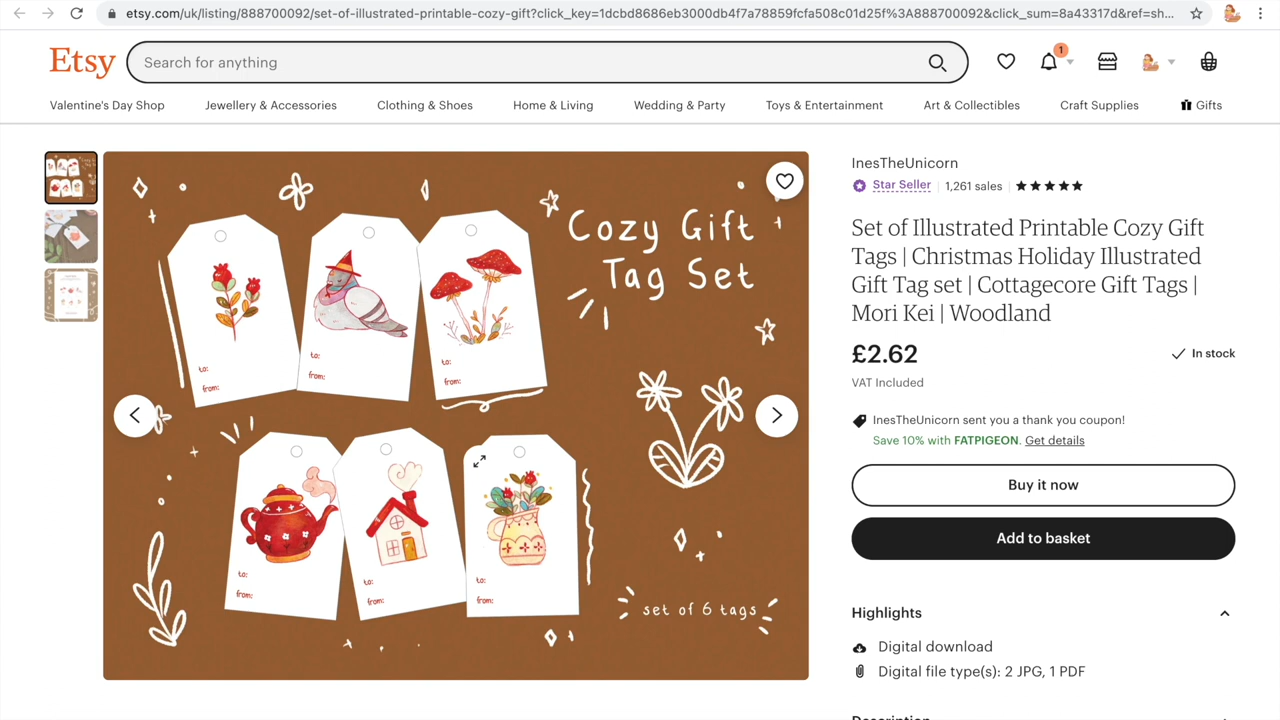 etsy.com/uk/listing/888700092/set-of-illustrated-printable-cozy-gift?click_key=1dcbd8686eb3000db4f7a78859fcfa508c01d25f%3A888700092&click_sum=8a43317d&ref=sh...
Etsy
Search for anything
1
Valentine's Day Shop
Jewellery & Accessories
Clothing & Shoes
Home & Living
Wedding & Party
Toys & Entertainment
Art & Collectibles
Craft Supplies
Gifts
Cozy Gift
Tag Set
to:
from:
to:
from:
to:
from:
to:
from:
to:
from:
to:
from:
set of 6 tags
InesTheUnicorn
Star Seller | 1,261 sales |
Set of Illustrated Printable Cozy Gift
Tags | Christmas Holiday Illustrated
Gift Tag set | Cottagecore Gift Tags |
Mori Kei | Woodland
£2.62
In stock
VAT Included
InesTheUnicorn sent you a thank you coupon!
Save 10% with FATPIGEON. Get details
Buy it now
Add to basket
Highlights
Digital download
Digital file type(s): 2 JPG, 1 PDF